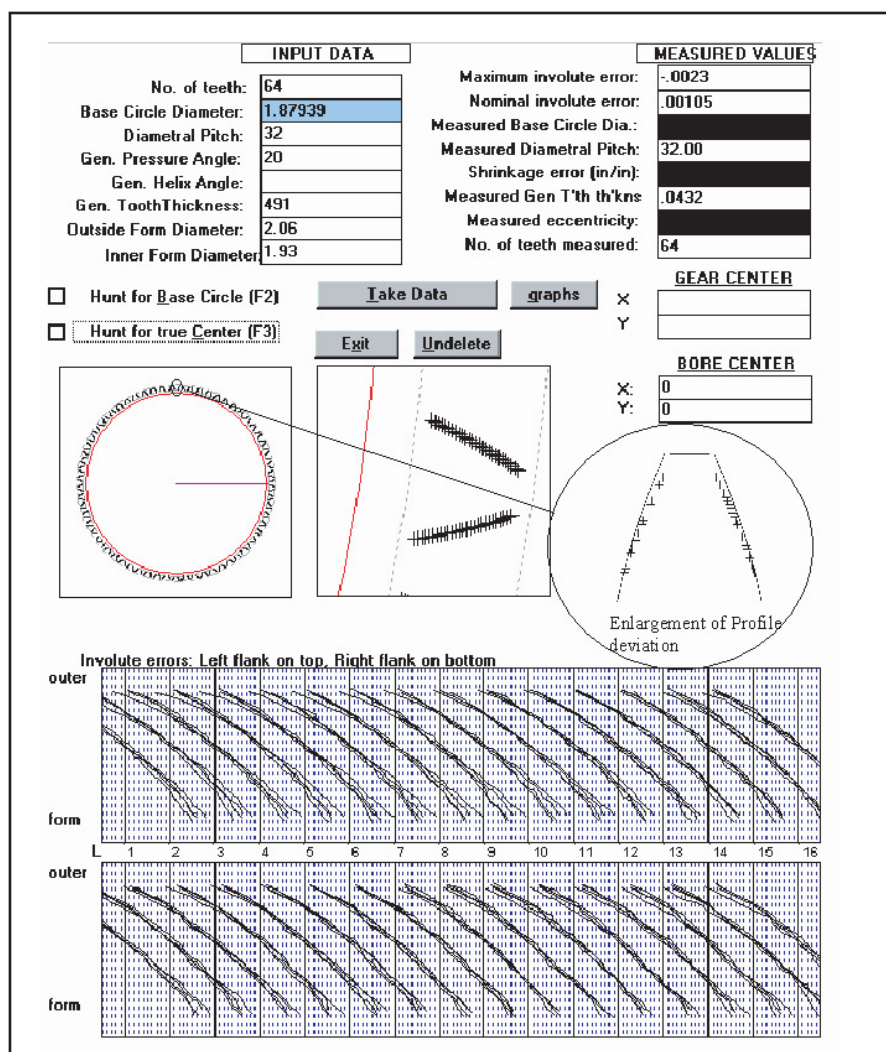 INPUT DATA
No. of teeth: 64
Base Circle Diameter: 1.87939
Diametral Pitch: 32
Gen. Pressure Angle: 20
Gen. Helix Angle:
Gen. ToothThickness: 491
Outside Form Diameter: 2.06
Inner Form Diameter 1.93
MEASURED VALUES
Maximum involute error: -.0023
Nominal involute error: .00105
Measured Base Circle Dia.:
Measured Diametral Pitch: 32.00
Shrinkage error (in/in):
Measured Gen T'th th'kns .0432
Measured eccentricity:
No. of teeth measured: 64
Hunt for Base Circle (F2)
Hunt for true Center (F3)
Take Data
graphs
Exit
Undelete
GEAR CENTER
X
Y
BORE CENTER
X: 0
Y: 0
Enlargement of Profile
deviation
Involute errors: Left flank on top, Right flank on bottom
outer
form
L 1 2 3 4 5 6 7 8 9 10 11 12 13 14 15 16
outer
form